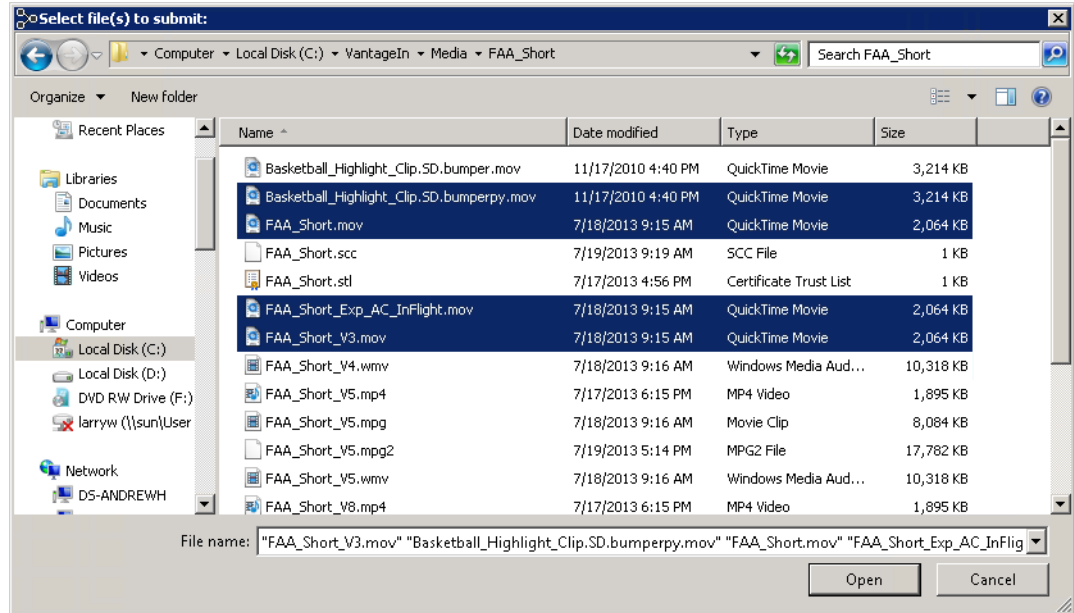 Select file(s) to submit:
Computer Local Disk (C:) VantageIn Media FAA_Short Search FAA_Short
Organize New folder
Recent Places
Libraries
Documents
Music
Pictures
Videos
Computer
Local Disk (C:)
Local Disk (D:)
DVD RW Drive (F:)
larryw (\\sun\User
Network
DS-ANDREWH
Name Date modified Type Size
Basketball_Highlight_Clip.SD.bumper.mov 11/17/2010 4:40 PM QuickTime Movie 3,214 KB
Basketball_Highlight_Clip.SD.bumperpy.mov 11/17/2010 4:40 PM QuickTime Movie 3,214 KB
FAA_Short.mov 7/18/2013 9:15 AM QuickTime Movie 2,064 KB
FAA_Short.scc 7/19/2013 9:19 AM SCC File 1 KB
FAA_Short.stl 7/17/2013 4:56 PM Certificate Trust List 1 KB
FAA_Short_Exp_AC_InFlight.mov 7/18/2013 9:15 AM QuickTime Movie 2,064 KB
FAA_Short_V3.mov 7/18/2013 9:15 AM QuickTime Movie 2,064 KB
FAA_Short_V4.wmv 7/18/2013 9:16 AM Windows Media Aud... 10,318 KB
FAA_Short_V5.mp4 7/17/2013 6:15 PM MP4 Video 1,895 KB
FAA_Short_V5.mpg 7/18/2013 9:16 AM Movie Clip 8,084 KB
FAA_Short_V5.mpg2 7/19/2013 5:14 PM MPG2 File 17,782 KB
FAA_Short_V5.wmv 7/18/2013 9:16 AM Windows Media Aud... 10,318 KB
FAA_Short_V8.mp4 7/17/2013 6:15 PM MP4 Video 1,895 KB
File name: "FAA_Short_V3.mov" "Basketball_Highlight_Clip.SD.bumperpy.mov" "FAA_Short.mov" "FAA_Short_Exp_AC_InFlig
Open Cancel